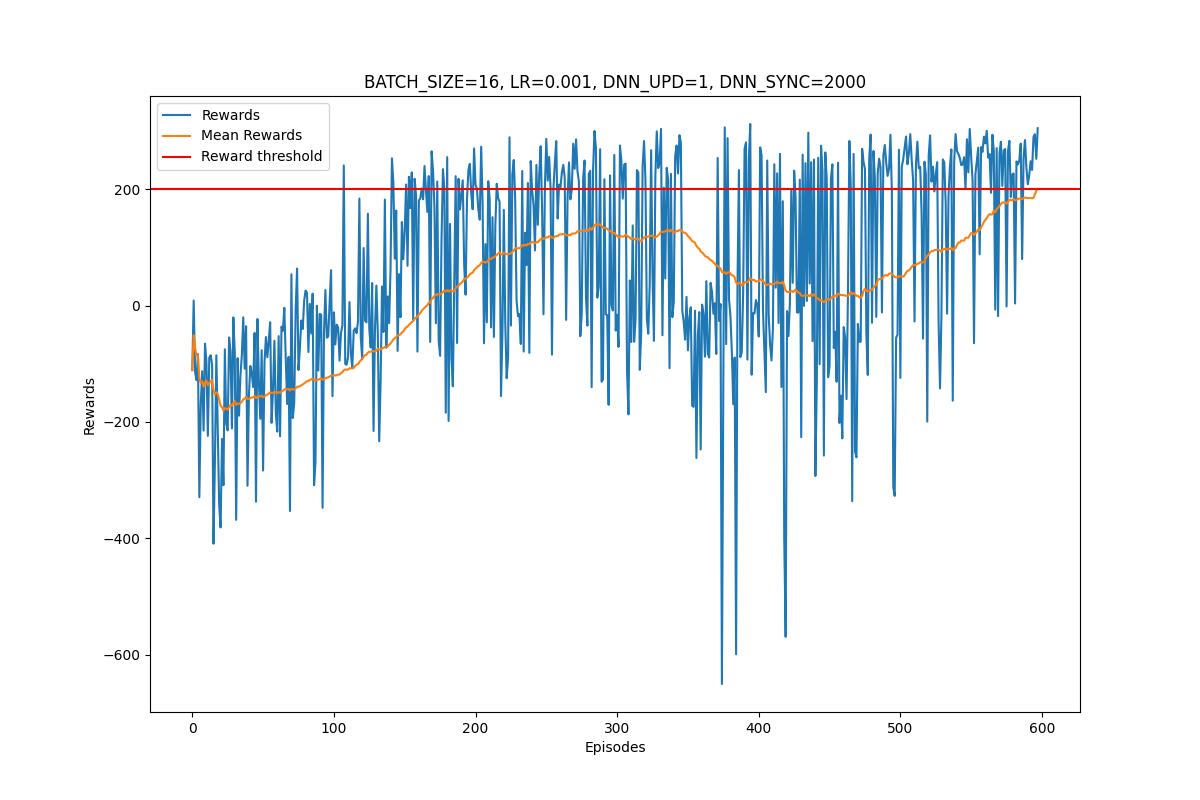 BATCH_SIZE=16, LR=0.001, DNN_UPD=1, DNN_SYNC=2000
Rewards
Mean Rewards
Reward threshold
200
0
−200
−400
−600
Rewards
0
100
200
300
400
500
600
Episodes